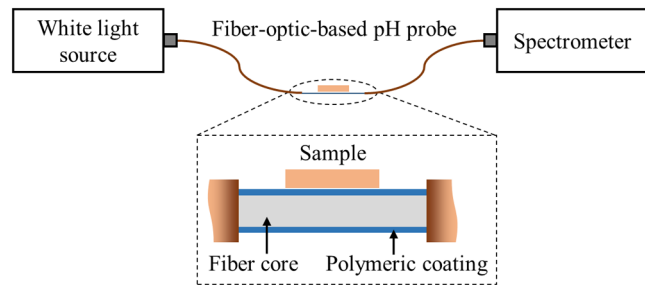 White light
source
Fiber-optic-based pH probe
Spectrometer
Sample
Fiber core
Polymeric coating